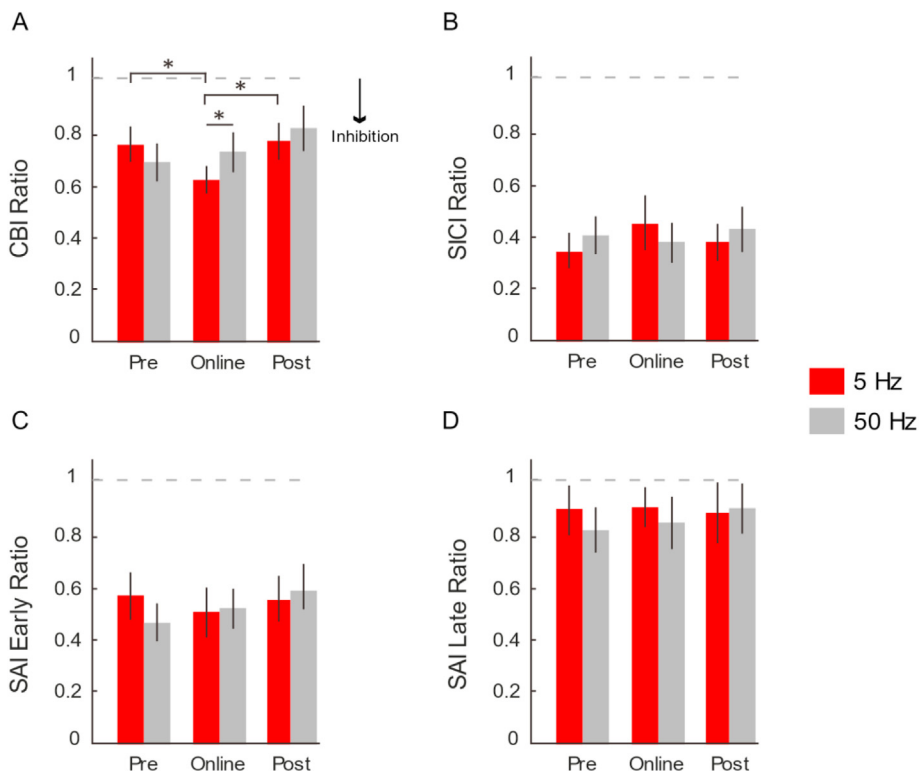 A
CBI Ratio
1
0.8
0.6
0.4
0.2
0
*
*
*
Inhibition
Pre Online Post
B
SICI Ratio
1
0.8
0.6
0.4
0.2
0
Pre Online Post
5 Hz
50 Hz
C
SAI Early Ratio
1
0.8
0.6
0.4
0.2
0
Pre Online Post
D
SAI Late Ratio
1
0.8
0.6
0.4
0.2
0
Pre Online Post